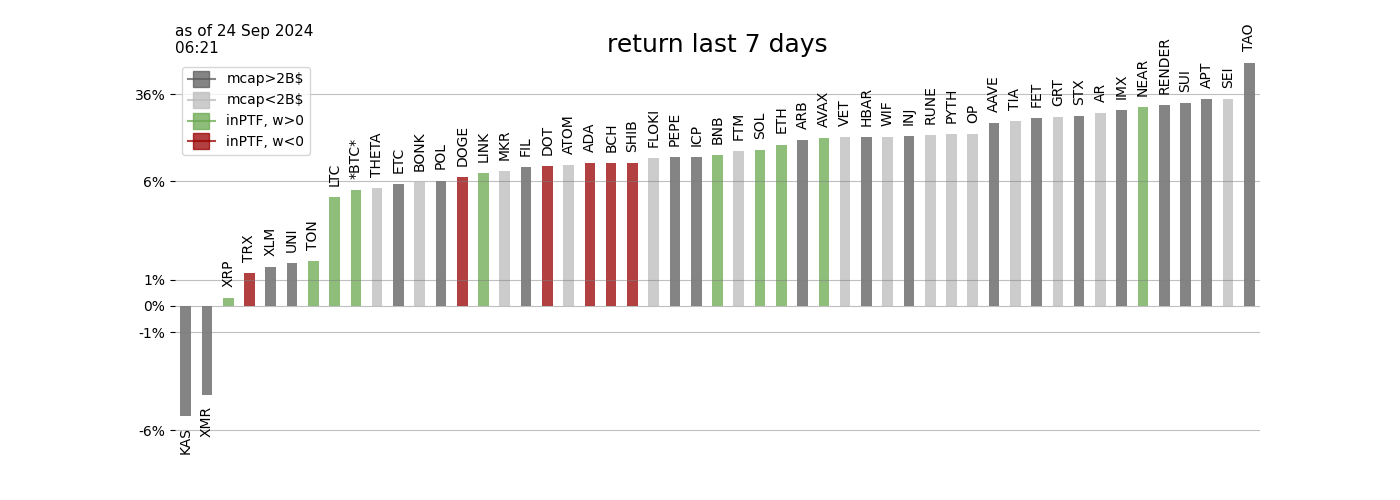 as of 24 Sep 2024
06:21
return last 7 days
mcap>2B$
mcap<2B$
inPTF, w>0
inPTF, w<0
36%
6%
1%
0%
-1%
-6%
KAS
XMR
XRP
TRX
XLM
UNI
TON
LTC
*BTC*
THETA
ETC
BONK
POL
DOGE
LINK
MKR
FIL
DOT
ATOM
ADA
BCH
SHIB
FLOKI
PEPE
ICP
BNB
FTM
SOL
ETH
ARB
AVAX
VET
HBAR
WIF
INJ
RUNE
PYTH
OP
AAVE
TIA
FET
GRT
STX
AR
IMX
NEAR
RENDER
SUI
APT
SEI
TAO